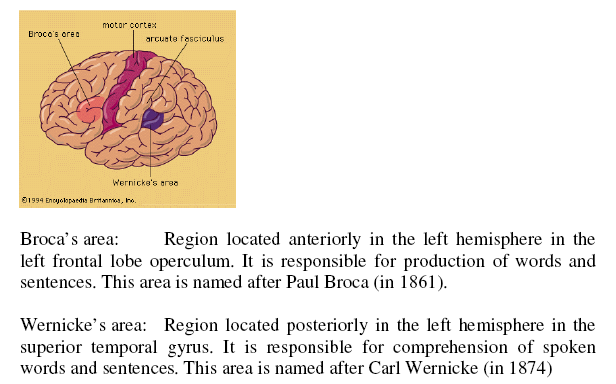 motor cortex
Broca's area
arcuate fasciculus
Wernicke's area
©1994 Encyclopaedia Britannica, Inc.
Broca's area: Region located anteriorly in the left hemisphere in the
left frontal lobe operculum. It is responsible for production of words and
sentences. This area is named after Paul Broca (in 1861).
Wernicke's area: Region located posteriorly in the left hemisphere in the
superior temporal gyrus. It is responsible for comprehension of spoken
words and sentences. This area is named after Carl Wernicke (in 1874)